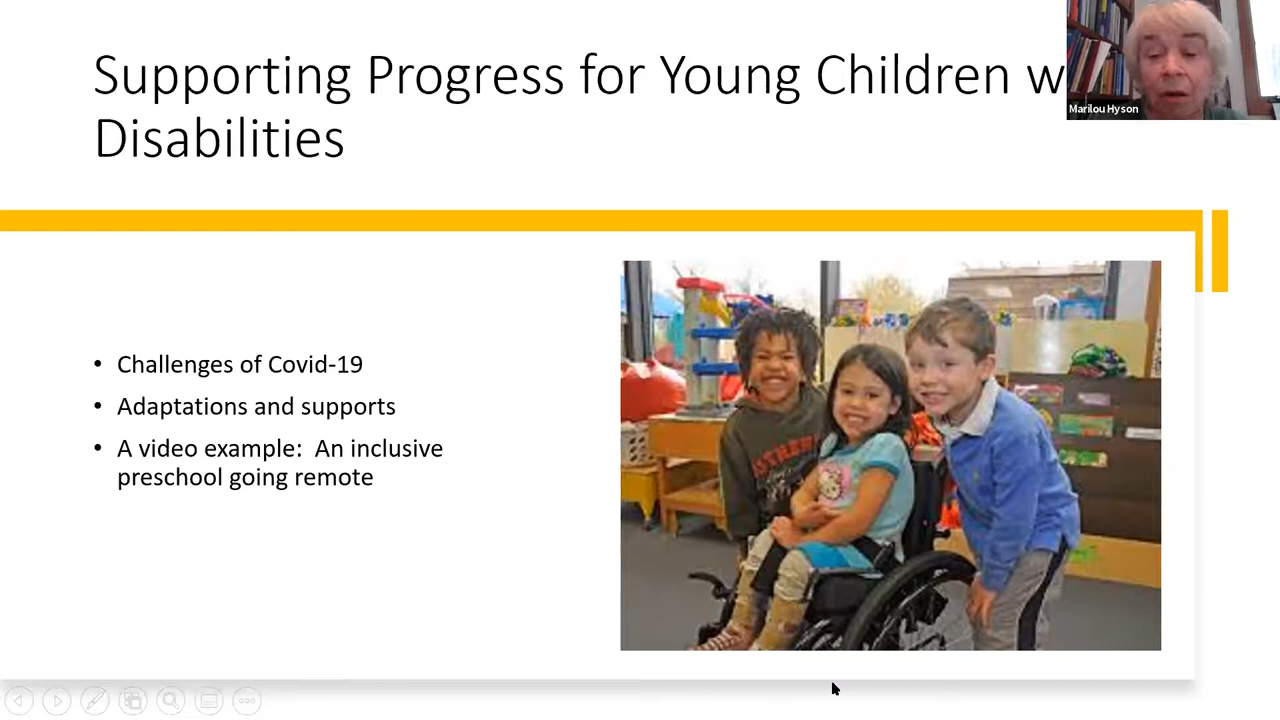 Supporting Progress for Young Children w
Disabilities
Marilou Hyson
• Challenges of Covid-19
• Adaptations and supports
• A video example: An inclusive
preschool going remote